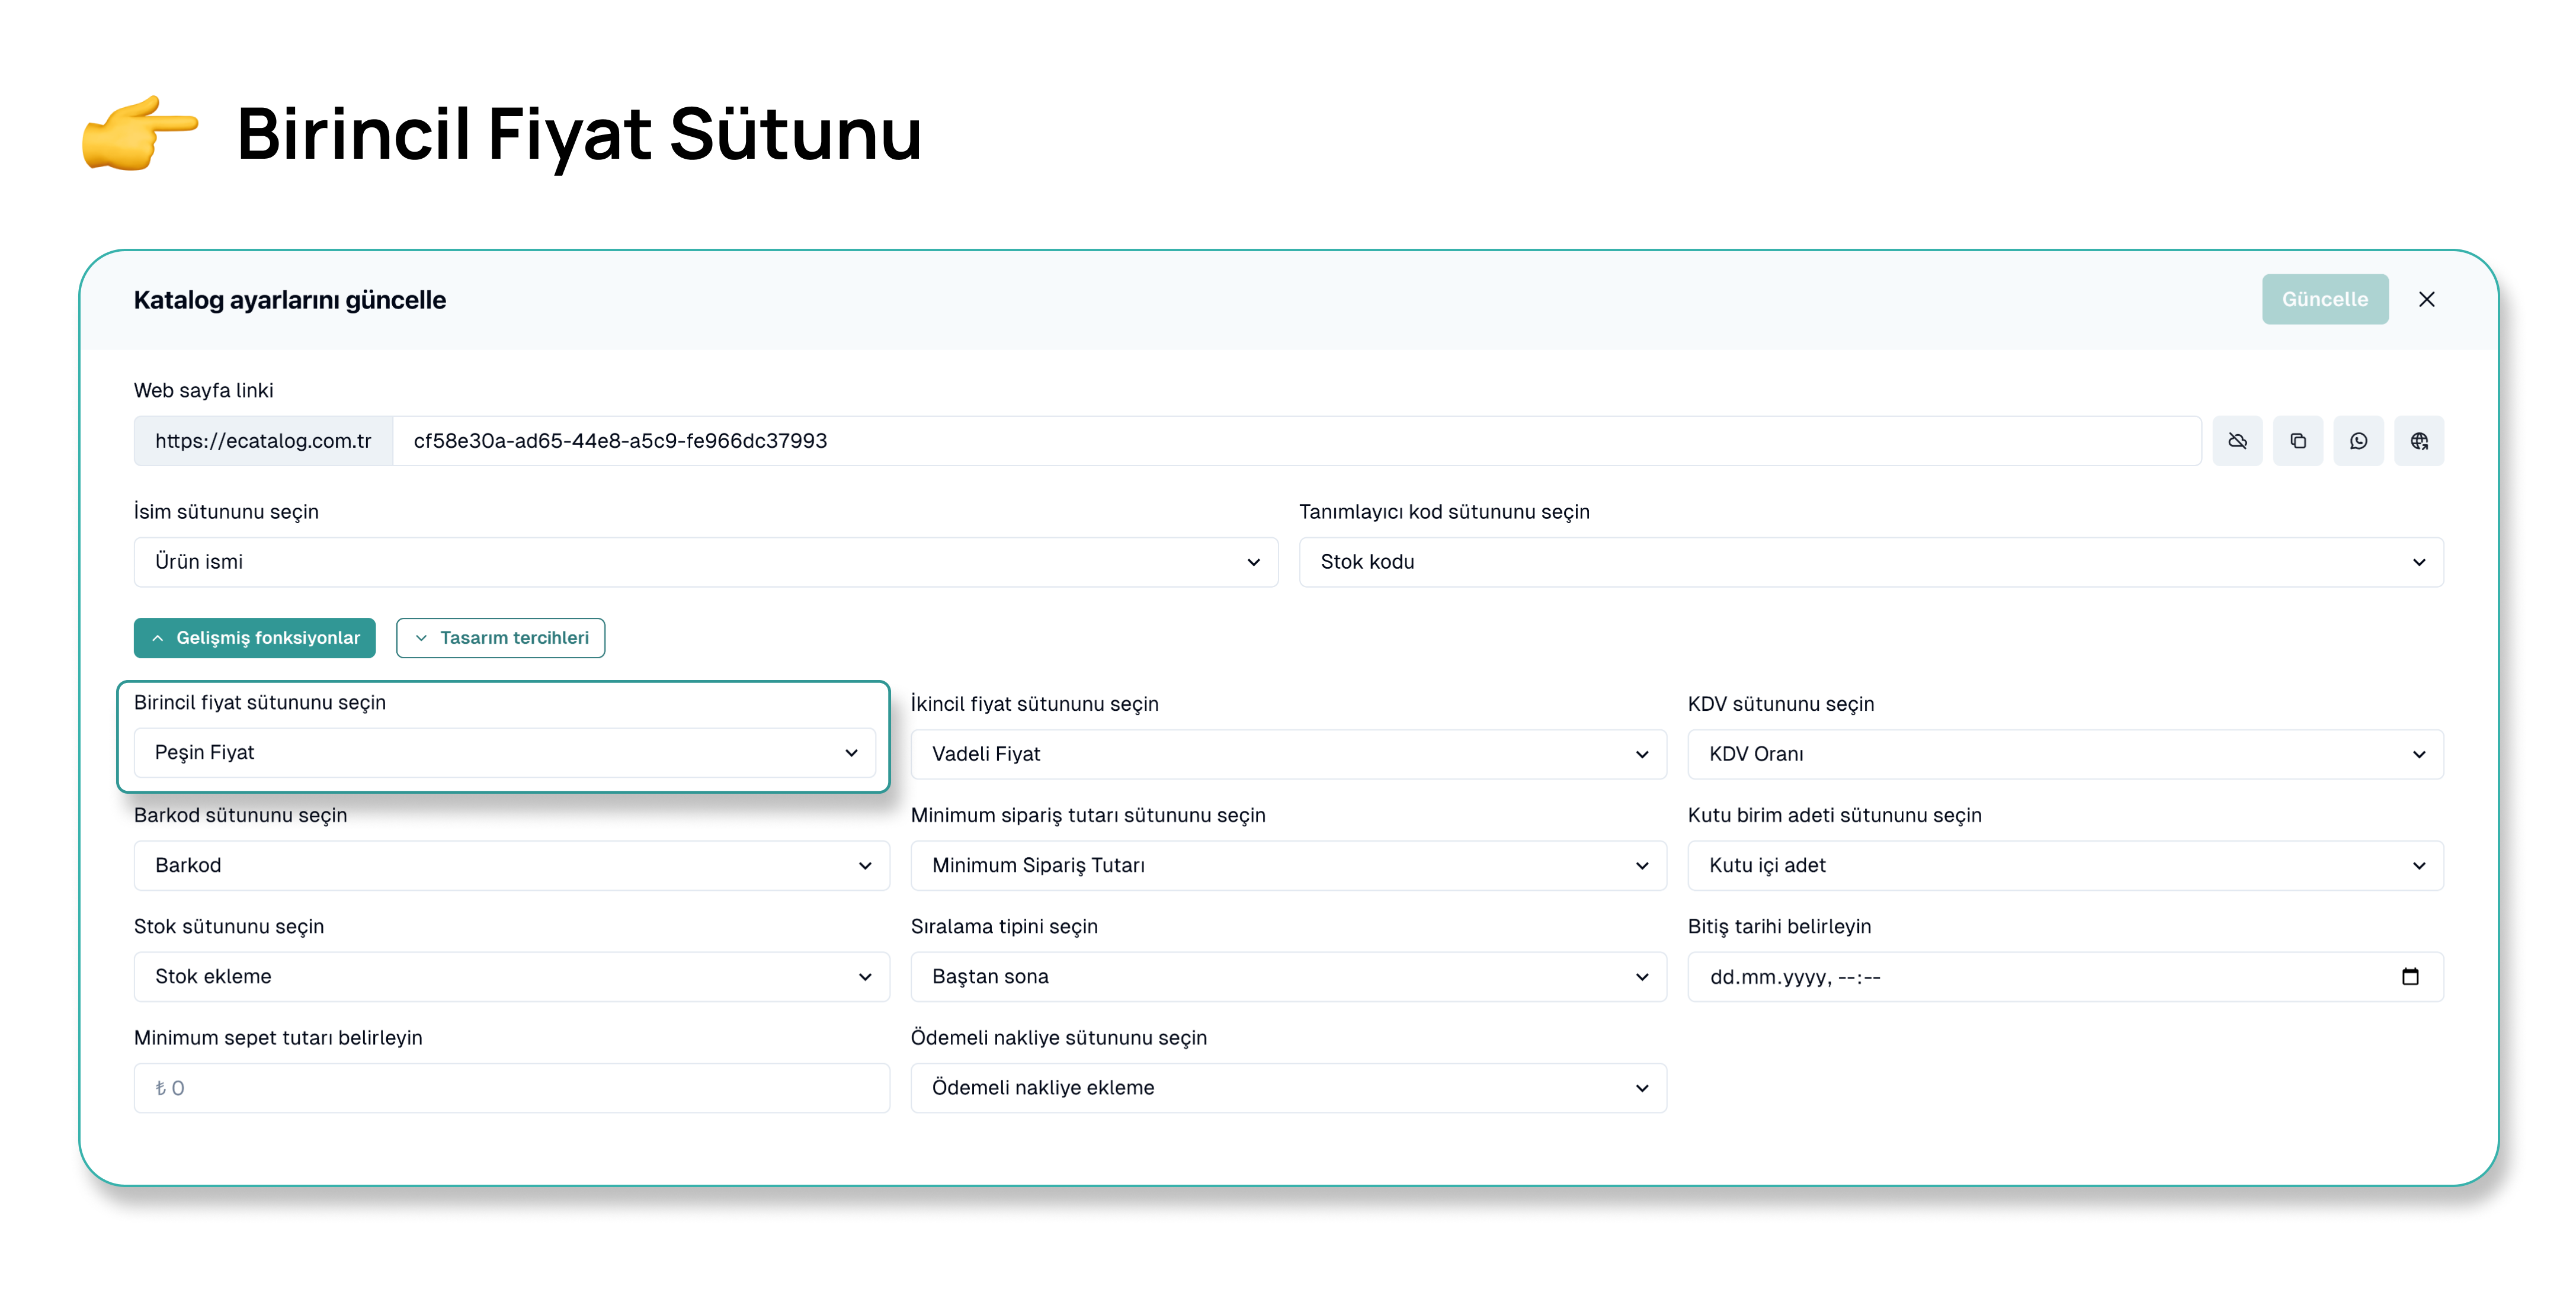 Birincil Fiyat Sütunu
Katalog ayarlarını güncelle
Güncelle
Web sayfa linki
https://ecatalog.com.tr
cf58e30a-ad65-44e8-a5c9-fe966dc37993
İsim sütununu seçin
Tanımlayıcı kod sütununu seçin
Ürün ismi
Stok kodu
Gelişmiş fonksiyonlar
Tasarım tercihleri
Birincil fiyat sütununu seçin
İkincil fiyat sütununu seçin
KDV sütununu seçin
Peşin Fiyat
Vadeli Fiyat
KDV Oranı
Barkod sütununu seçin
Minimum sipariş tutarı sütununu seçin
Kutu birim adeti sütununu seçin
Barkod
Minimum Sipariş Tutarı
Kutu içi adet
Stok sütununu seçin
Sıralama tipini seçin
Bitiş tarihi belirleyin
Stok ekleme
Baştan sona
dd.mm.yyyy, --:--
Minimum sepet tutarı belirleyin
Ödemeli nakliye sütununu seçin
₺ 0
Ödemeli nakliye ekleme